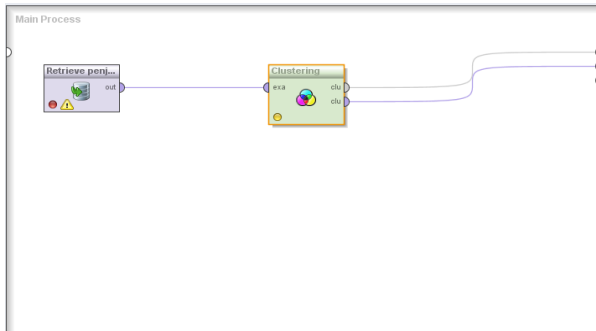 Main Process
Retrieve penj...
out
Clustering
exa
clu
clu